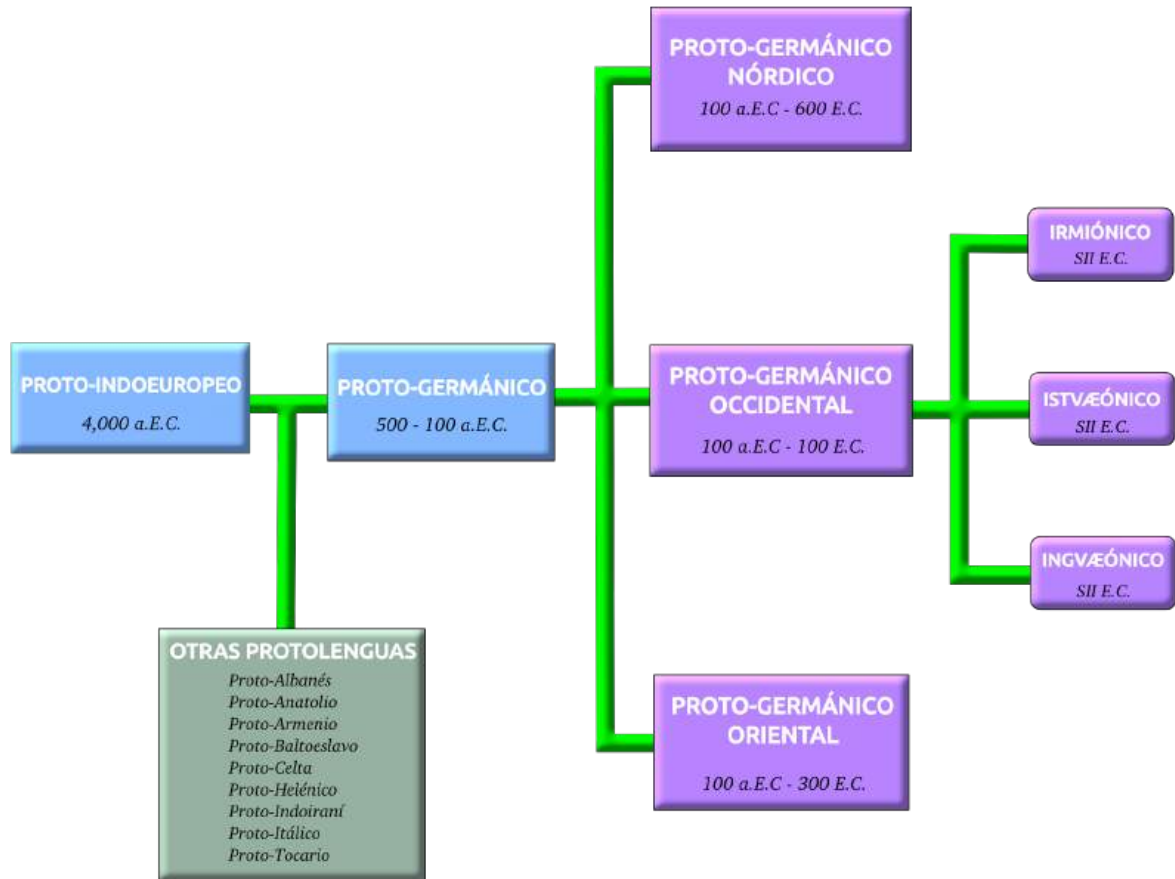 PROTO-GERMÁNICO
NÓRDICO
100 a.E.C - 600 E.C.
IRMIÓNICO
SII E.C.
PROTO-INDOEUROPEO
4,000 a.E.C.
PROTO-GERMÁNICO
500 - 100 a.E.C.
PROTO-GERMÁNICO
OCCIDENTAL
100 a.E.C - 100 E.C.
ISTVÆÓNICO
SII E.C.
INGVÆÓNICO
SII E.C.
OTRAS PROTOLENGUAS
Proto-Albanés
Proto-Anatolio
Proto-Armenio
Proto-Baltoeslavo
Proto-Celta
Proto-Helénico
Proto-Indoiraní
Proto-Itálico
Proto-Tocario
PROTO-GERMÁNICO
ORIENTAL
100 a.E.C - 300 E.C.